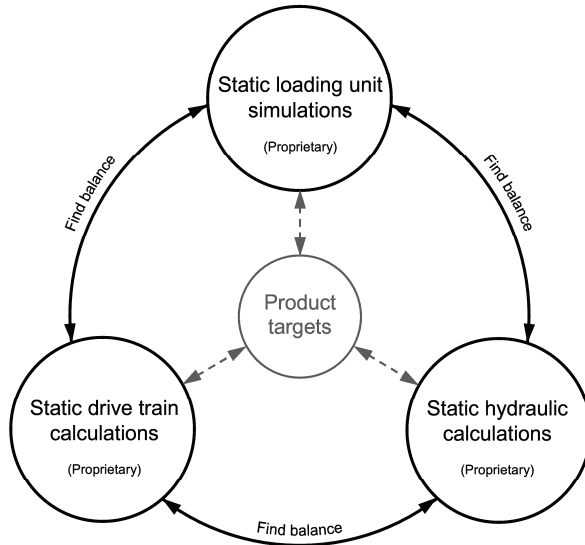 Static loading unit
simulations
(Proprietary)
Find balance
Find balance
Product
targets
Static drive train
calculations
(Proprietary)
Static hydraulic
calculations
(Proprietary)
Find balance